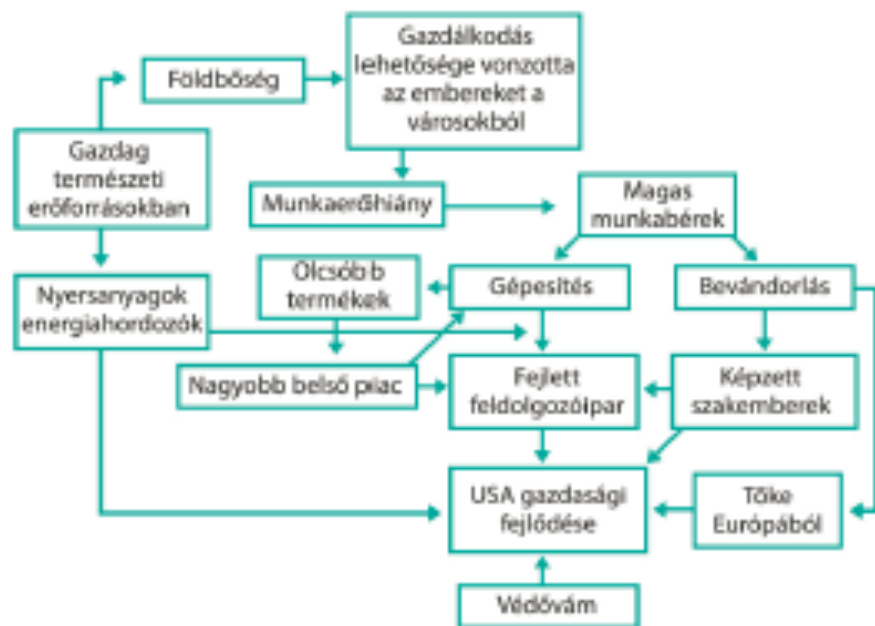 Földbőség
Gazdálkodás
lehetősége vonzotta
az embereket a
városokból
Gazdag
természeti
erőforrásokban
Munkaerőhiány
Magas
munkabérek
Nyersanyagok
energiahordozók
Olcsóbb
termékek
Gépesítés
Bevándorlás
Nagyobb belső piac
Fejlett
feldolgozóipar
Képzett
szakemberek
USA gazdasági
fejlődése
Tőke
Európából
Védővám